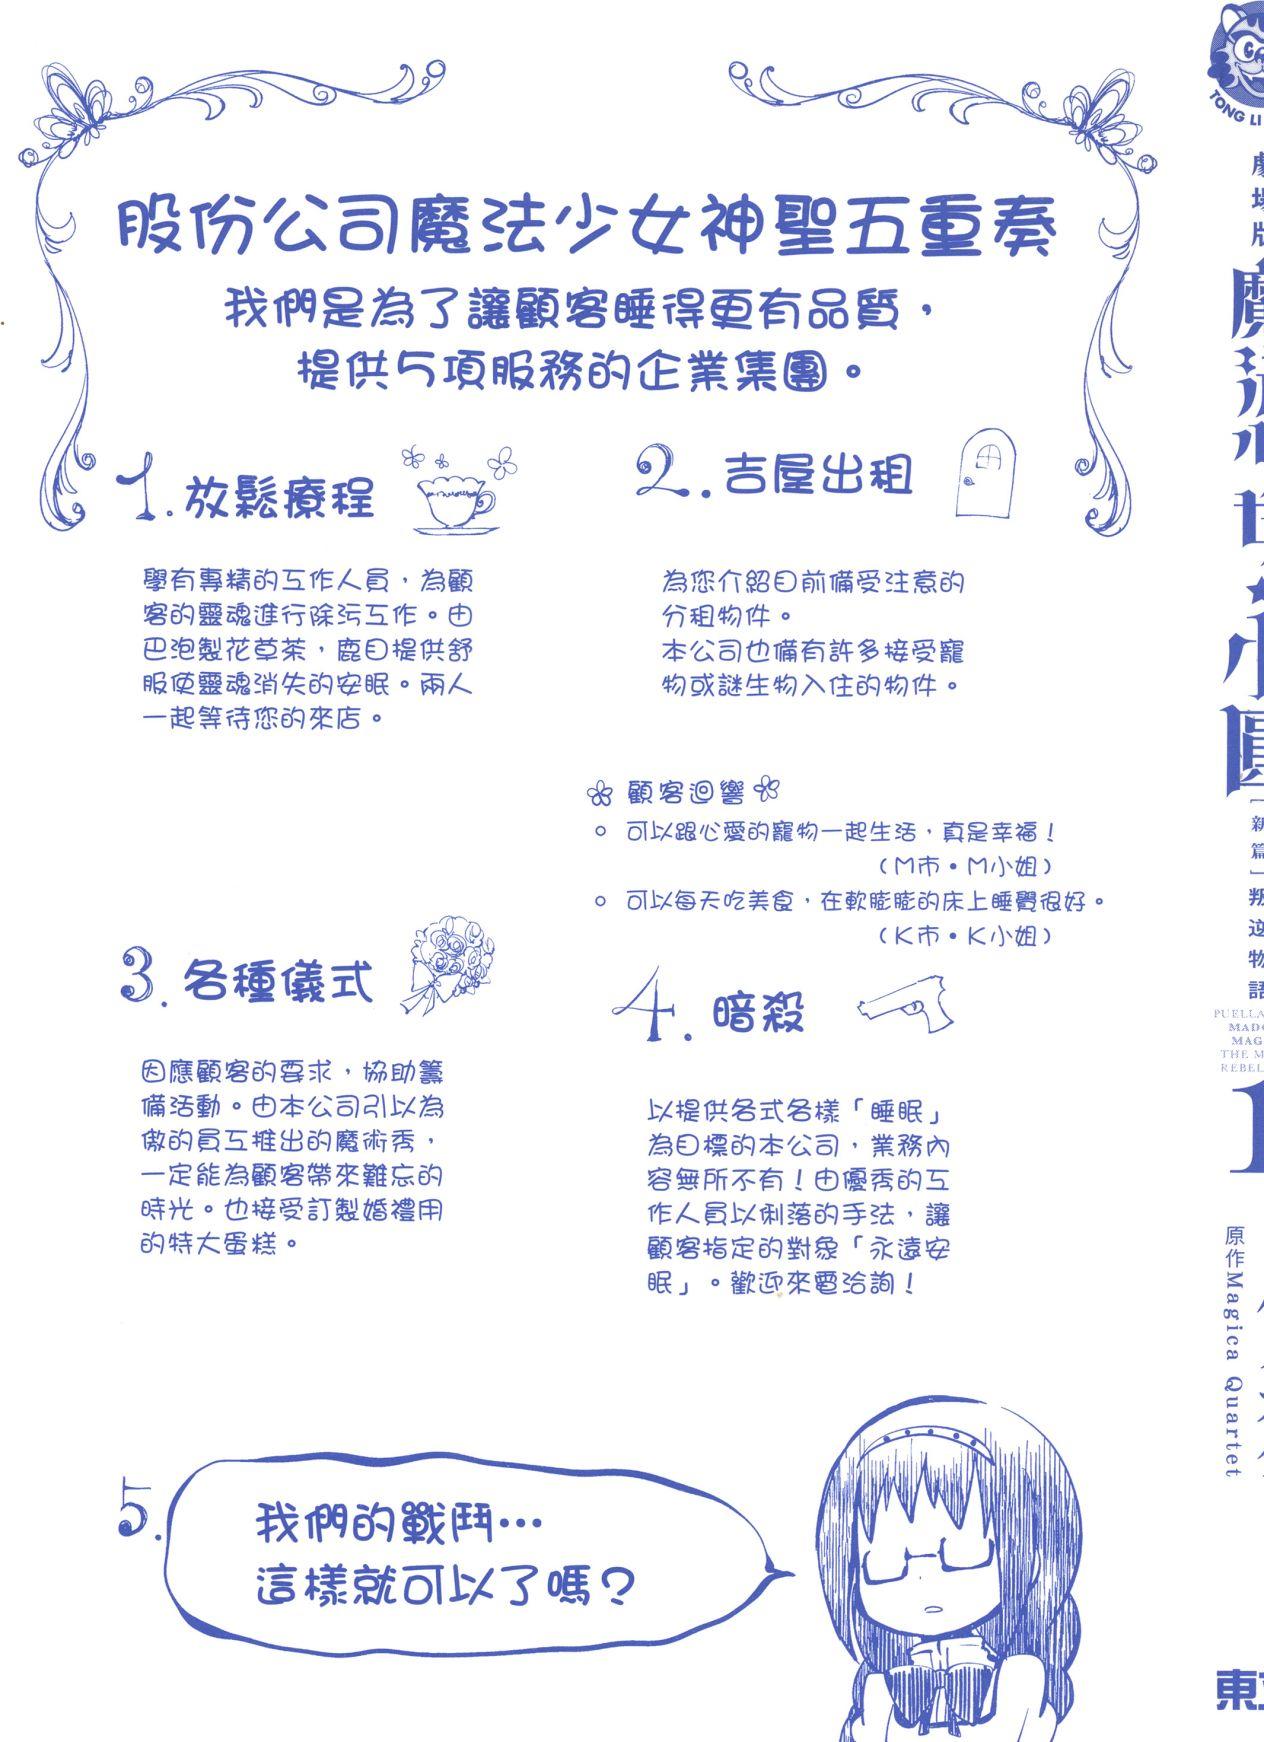 股份公司魔法少女神聖五重奏
我們是為了讓顧客睡得更有品質，
提供5項服務的企業集團。
1.放鬆療程
學有專精的工作人員，為顧
客的靈魂進行除污工作。由
巴泡製花草茶，鹿目提供舒
服使靈魂消失的安眠。兩人
一起等待您的來店。
2.吉屋出租
為您介紹目前備受注意的
分租物件。
本公司也備有許多接受寵
物或謎生物入住的物件。
顧客迴響
○ 可以跟心愛的寵物一起生活，真是幸福！
（M市・M小姐）
○ 可以每天吃美食，在軟膨膨的床上睡覺很好。
（K市・K小姐）
3.各種儀式
因應顧客的要求，協助籌
備活動。由本公司引以為
傲的員工推出的魔術秀，
一定能為顧客帶來難忘的
時光。也接受訂製婚禮用
的特大蛋糕。
4.暗殺
以提供各式各樣「睡眠」
為目標的本公司，業務內
容無所不有！由優秀的工
作人員以俐落的手法，讓
顧客指定的對象「永遠安
眠」。歡迎來電洽詢！
5.
我們的戰鬥…
這樣就可以了嗎？
TONG LI
劇場版
魔法少女小圓
[新篇]叛逆物語
PUELLA
MADO
MAG
THE M
REBEL
1
原作Magica Quartet
東立